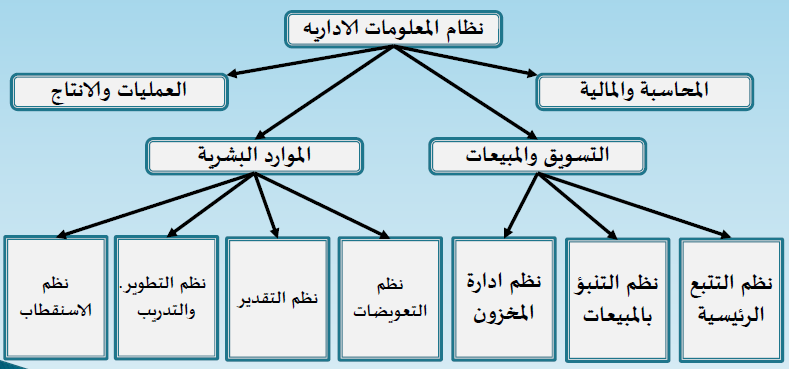 نظام المعلومات الاداريه
المحاسبة والمالية
العمليات والانتاج
التسويق والمبيعات
الموارد البشرية
نظم التتبع
الرئيسية
نظم التنبؤ
بالمبيعات
نظم ادارة
المخزون
نظم
التعويضات
نظم التقدير
نظم التطوير.
والتدريب
نظم
الاسنقطاب